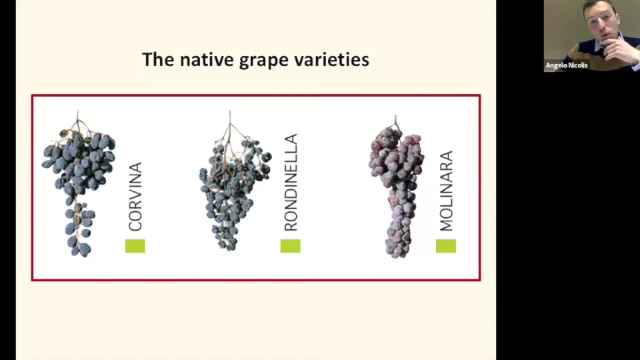 The native grape varieties
CORVINA
RONDINELLA
MOLINARA
Angelo Nicolis